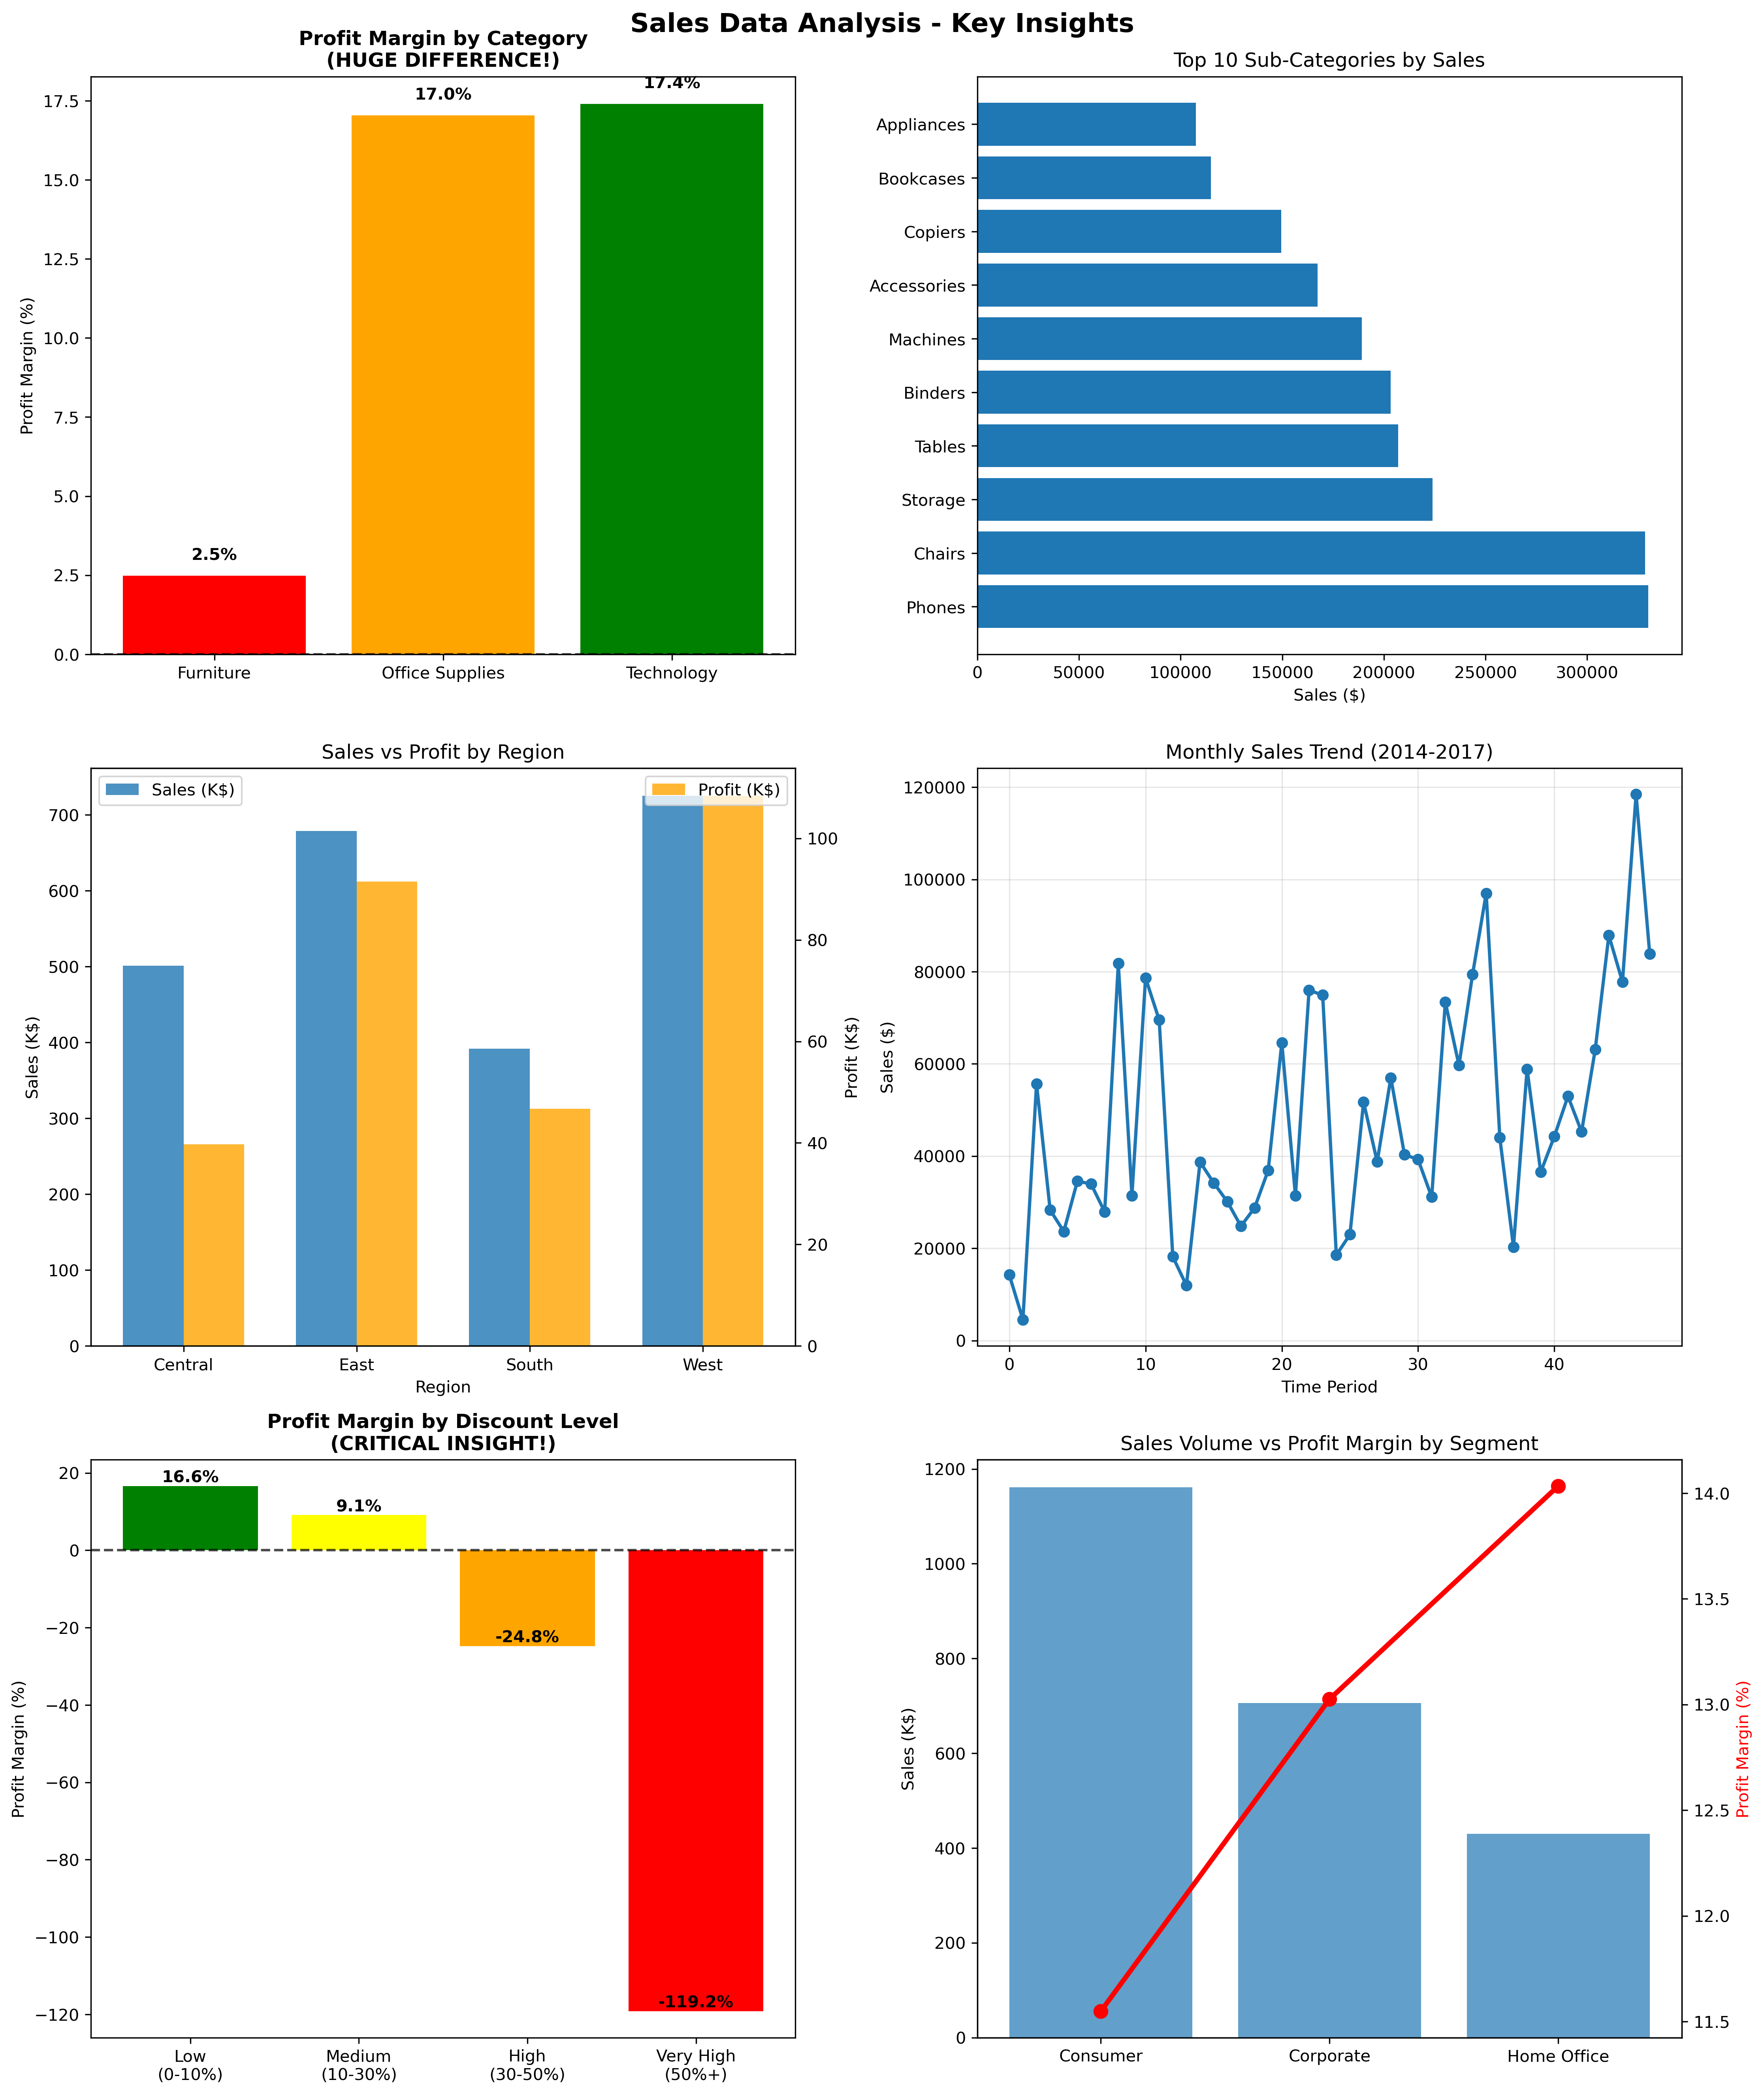 Sales Data Analysis - Key Insights
Profit Margin by Category
(HUGE DIFFERENCE!)
Profit Margin (%)
17.5
15.0
12.5
10.0
7.5
5.0
2.5
0.0
2.5%
17.0%
17.4%
Furniture
Office Supplies
Technology
Top 10 Sub-Categories by Sales
Appliances
Bookcases
Copiers
Accessories
Machines
Binders
Tables
Storage
Chairs
Phones
0
50000
100000
150000
200000
250000
300000
Sales ($)
Sales vs Profit by Region
Sales (K$)
Profit (K$)
Sales (K$)
700
600
500
400
300
200
100
0
100
80
60
40
20
0
Profit (K$)
Central
East
South
West
Region
Monthly Sales Trend (2014-2017)
Sales ($)
120000
100000
80000
60000
40000
20000
0
0
10
20
30
40
Time Period
Profit Margin by Discount Level
(CRITICAL INSIGHT!)
Profit Margin (%)
20
0
−20
−40
−60
−80
−100
−120
16.6%
9.1%
-24.8%
-119.2%
Low
(0-10%)
Medium
(10-30%)
High
(30-50%)
Very High
(50%+)
Sales Volume vs Profit Margin by Segment
Sales (K$)
1200
1000
800
600
400
200
0
14.0
13.5
13.0
12.5
12.0
11.5
Profit Margin (%)
Consumer
Corporate
Home Office